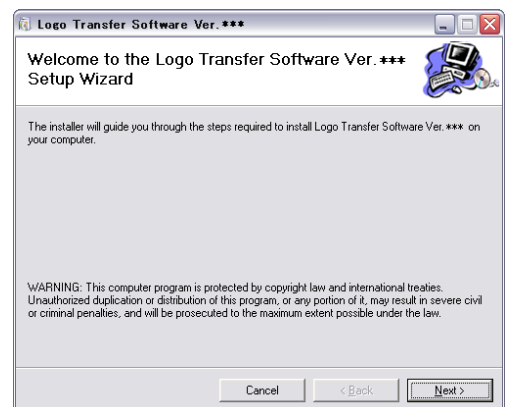 Logo Transfer Software Ver.***
Welcome to the Logo Transfer Software Ver.***
Setup Wizard
The installer will guide you through the steps required to install Logo Transfer Software Ver.*** on
your computer.
WARNING: This computer program is protected by copyright law and international treaties.
Unauthorized duplication or distribution of this program, or any portion of it, may result in severe civil
or criminal penalties, and will be prosecuted to the maximum extent possible under the law.
Cancel
< Back
Next >